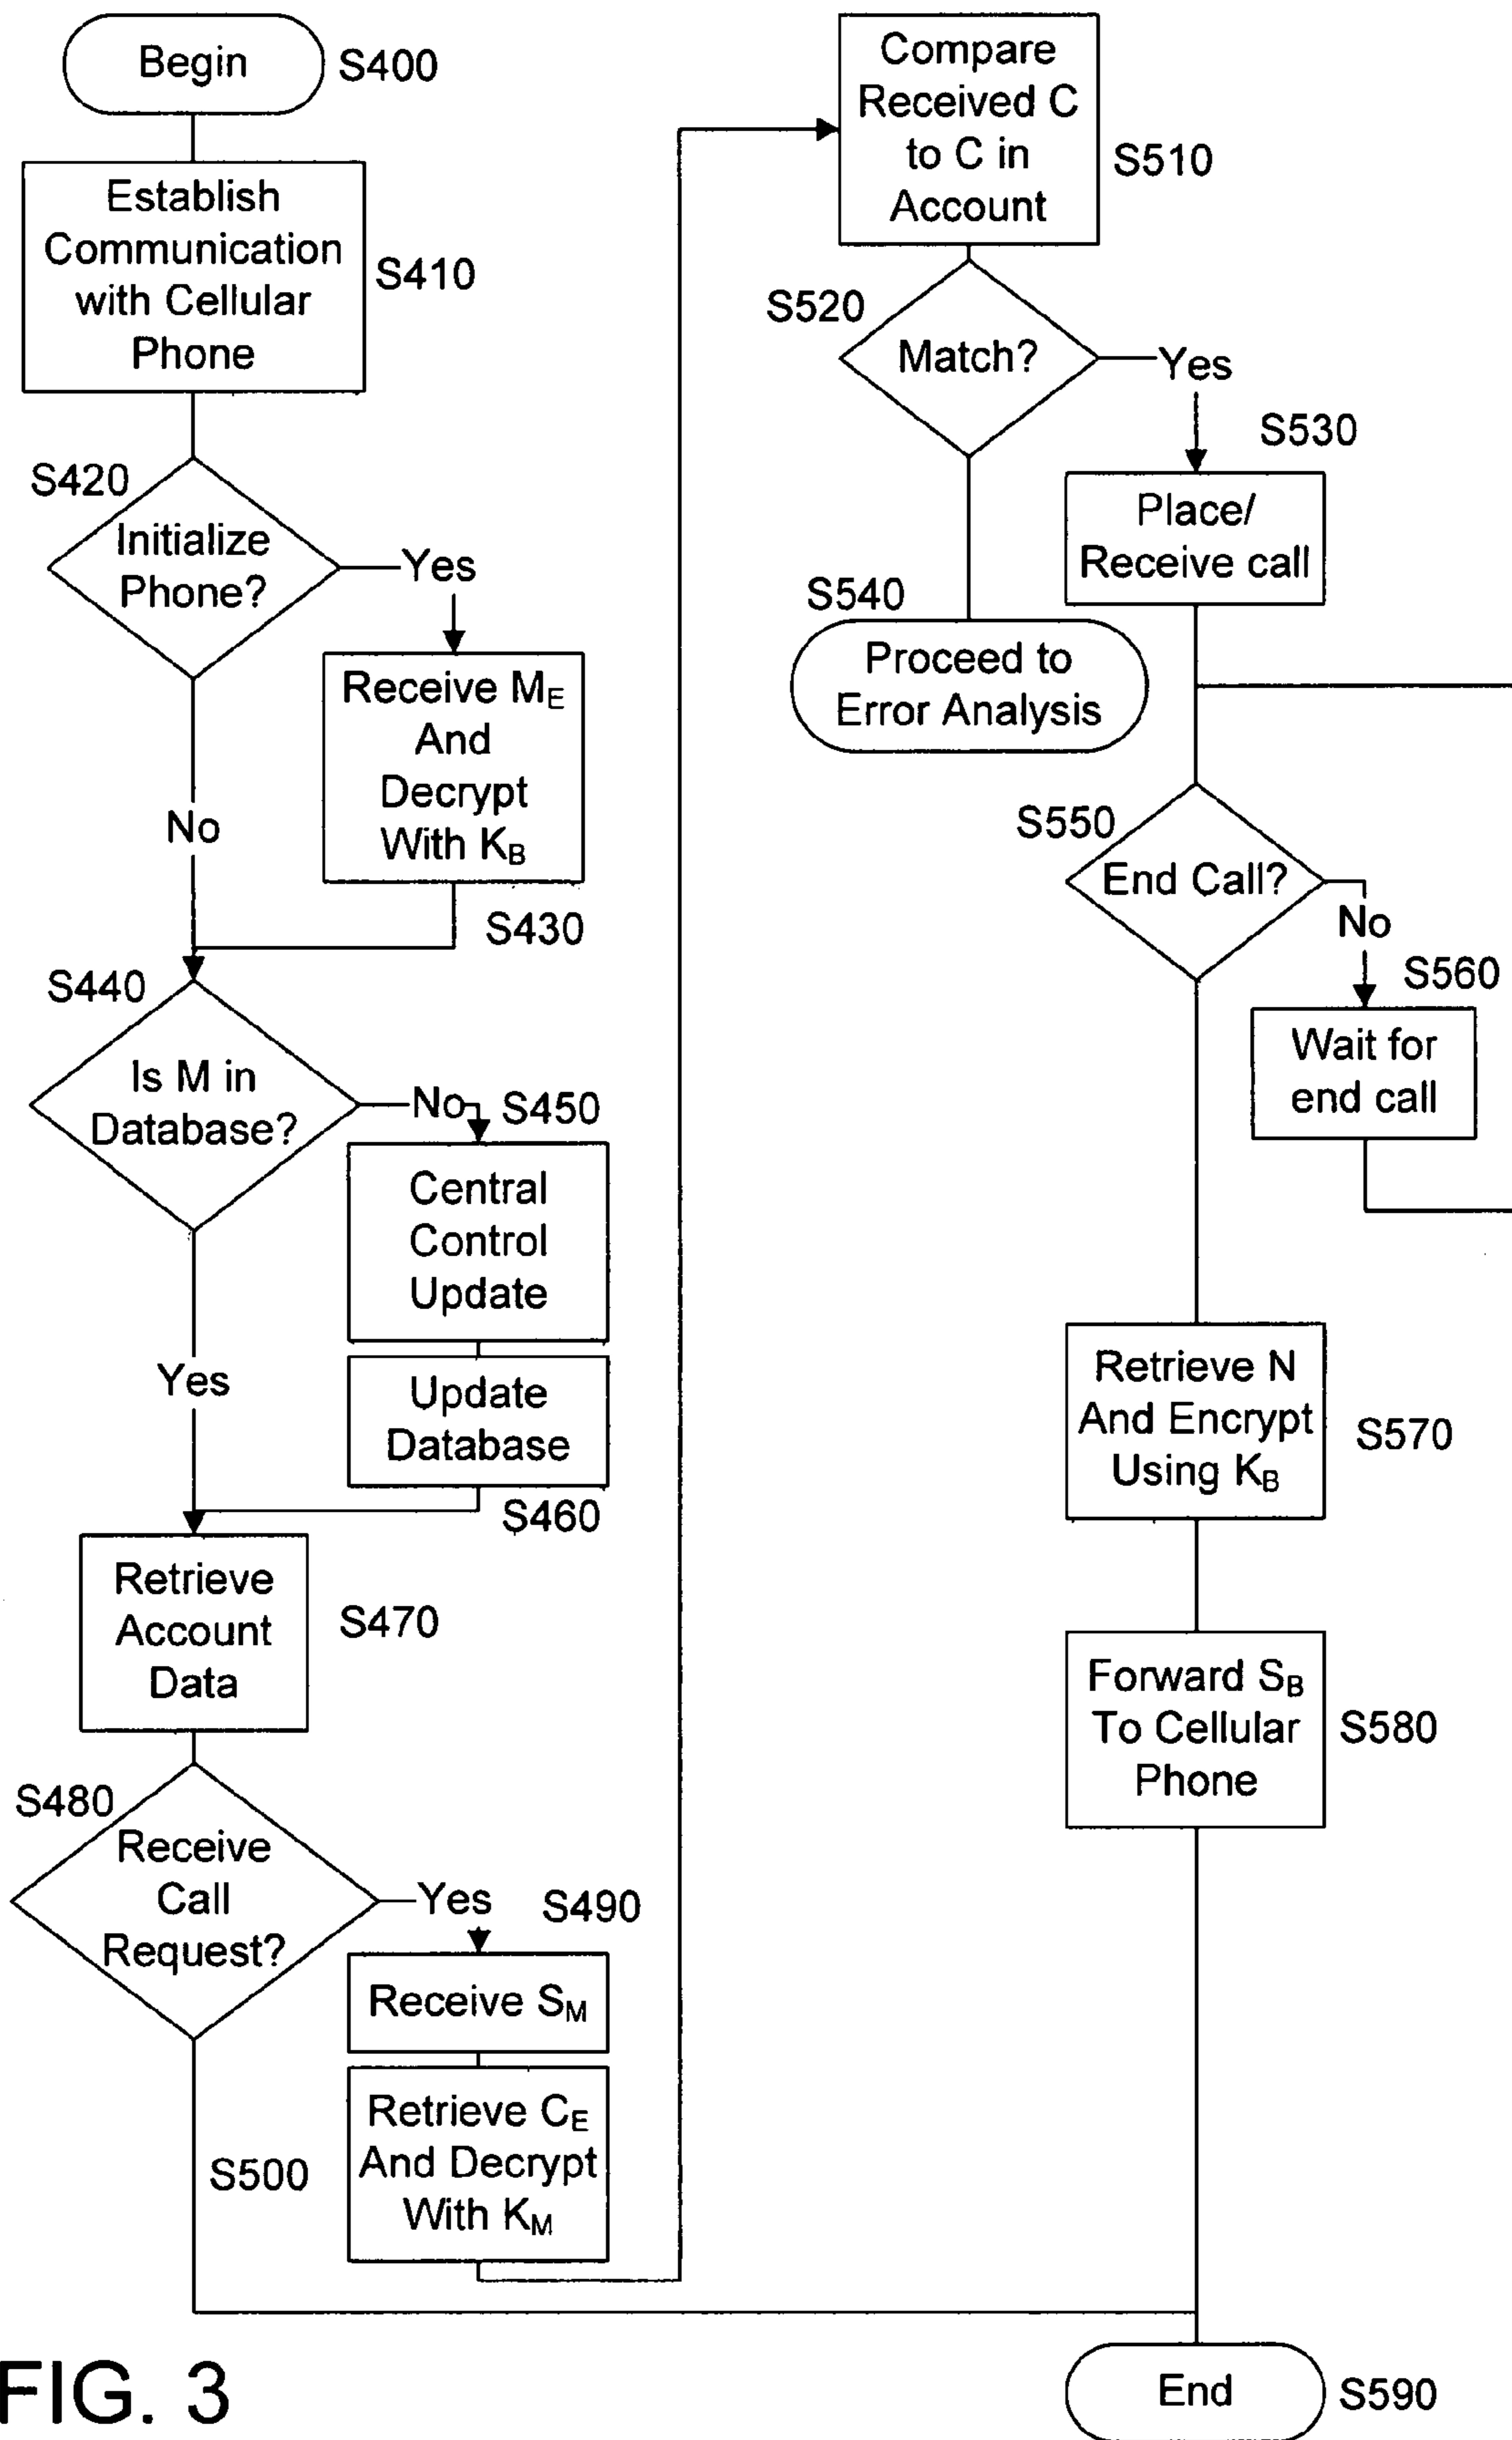 Begin
S400
Establish
Communication
with Cellular
Phone
S410
S420
Initialize
Phone?
Yes
Receive ME
And
Decrypt
With KB
No
S430
S440
Is M in
Database?
No
S450
Central
Control
Update
Yes
Update
Database
S460
Retrieve
Account
Data
S470
S480
Receive
Call
Request?
Yes
S490
Receive SM
Retrieve CE
And Decrypt
With KM
S500
Compare
Received C
to C in
Account
S510
S520
Match?
Yes
S530
Place/
Receive call
S540
Proceed to
Error Analysis
S550
End Call?
No
S560
Wait for
end call
Retrieve N
And Encrypt
Using KB
S570
Forward SB
To Cellular
Phone
S580
End
S590
FIG. 3